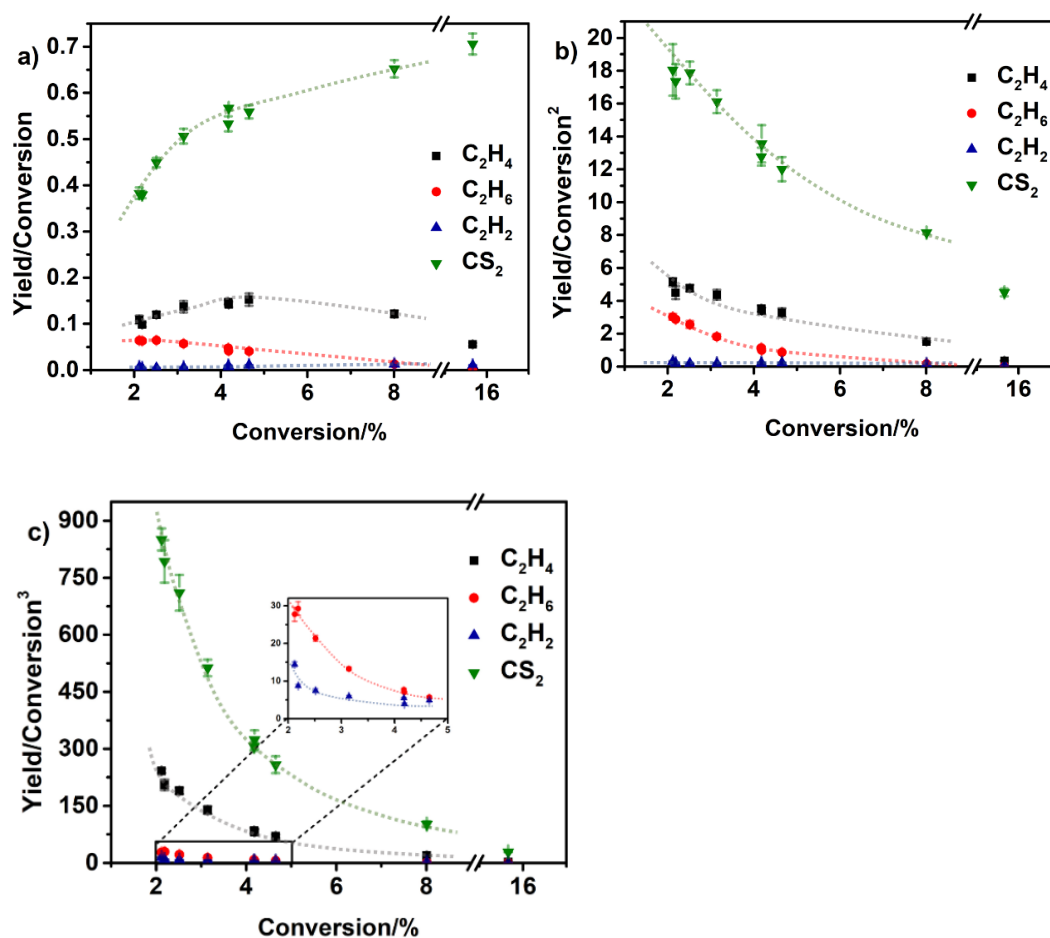 a)
Yield/Conversion
0.7
0.6
0.5
0.4
0.3
0.2
0.1
0.0
2
4
6
8
16
Conversion/%
C₂H₄
C₂H₆
C₂H₂
CS₂
b)
Yield/Conversion²
20
18
16
14
12
10
8
6
4
2
0
2
4
6
8
16
Conversion/%
C₂H₄
C₂H₆
C₂H₂
CS₂
c)
Yield/Conversion³
900
750
600
450
300
150
0
2
4
6
8
16
Conversion/%
C₂H₄
C₂H₆
C₂H₂
CS₂
30
25
20
15
10
5
0
2
3
4
5